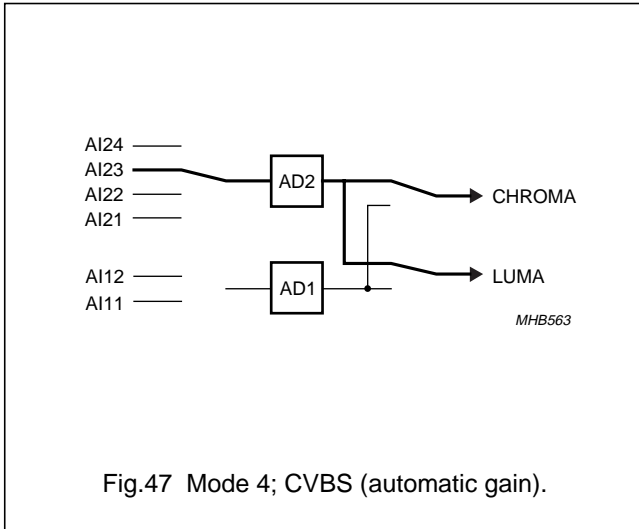 AI24
AI23
AI22
AI21
AD2
CHROMA
AI12
AI11
AD1
LUMA
MHB563
Fig.47 Mode 4; CVBS (automatic gain).